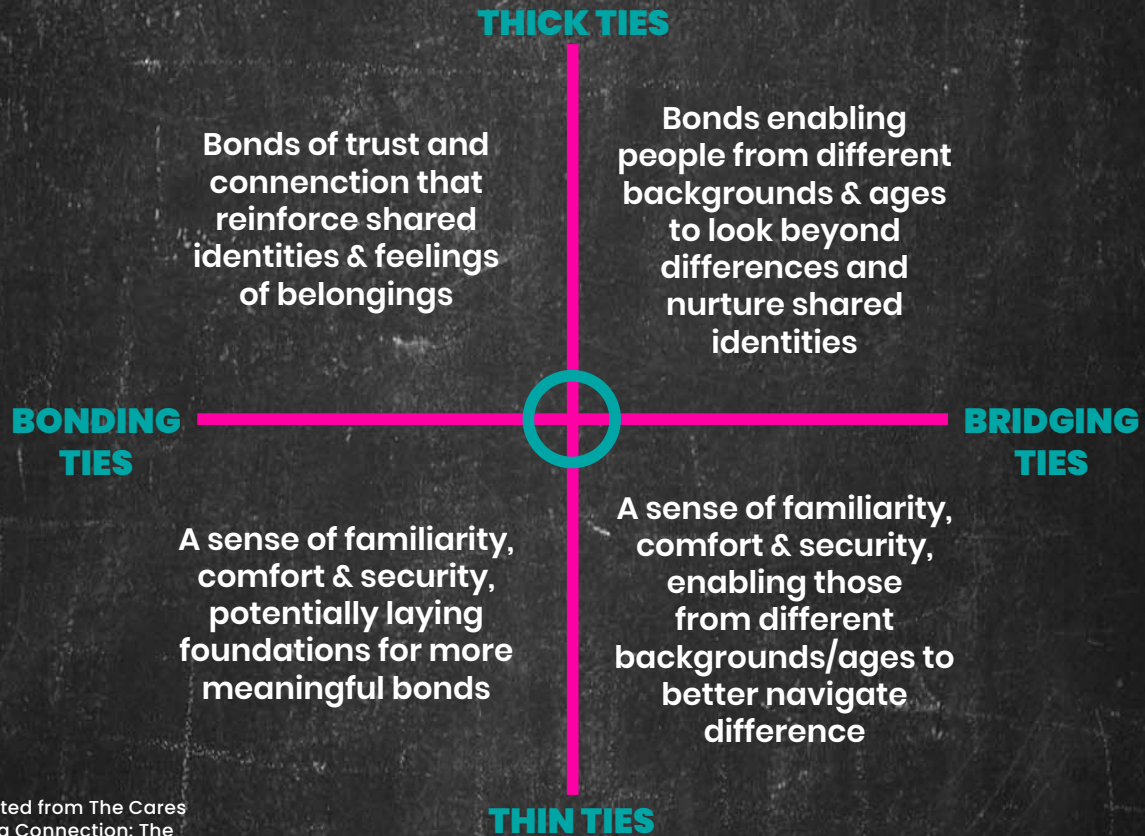 THICK TIES
Bonds of trust and
connenction that
reinforce shared
identities & feelings
of belongings
Bonds enabling
people from different
backgrounds & ages
to look beyond
differences and
nurture shared
identities
BONDING
TIES
BRIDGING
TIES
A sense of familiarity,
comfort & security,
potentially laying
foundations for more
meaningful bonds
A sense of familiarity,
comfort & security,
enabling those
from different
backgrounds/ages to
better navigate
difference
from The Cares
Connection: The
THIN TIES